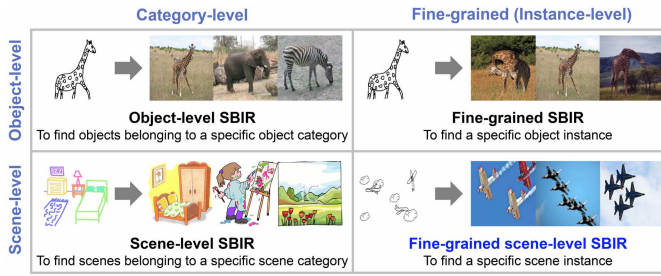 Category-level
Fine-grained (Instance-level)
Obeject-level
Object-level SBIR
To find objects belonging to a specific object category
Fine-grained SBIR
To find a specific object instance
Scene-level
Scene-level SBIR
To find scenes belonging to a specific scene category
Fine-grained scene-level SBIR
To find a specific scene instance